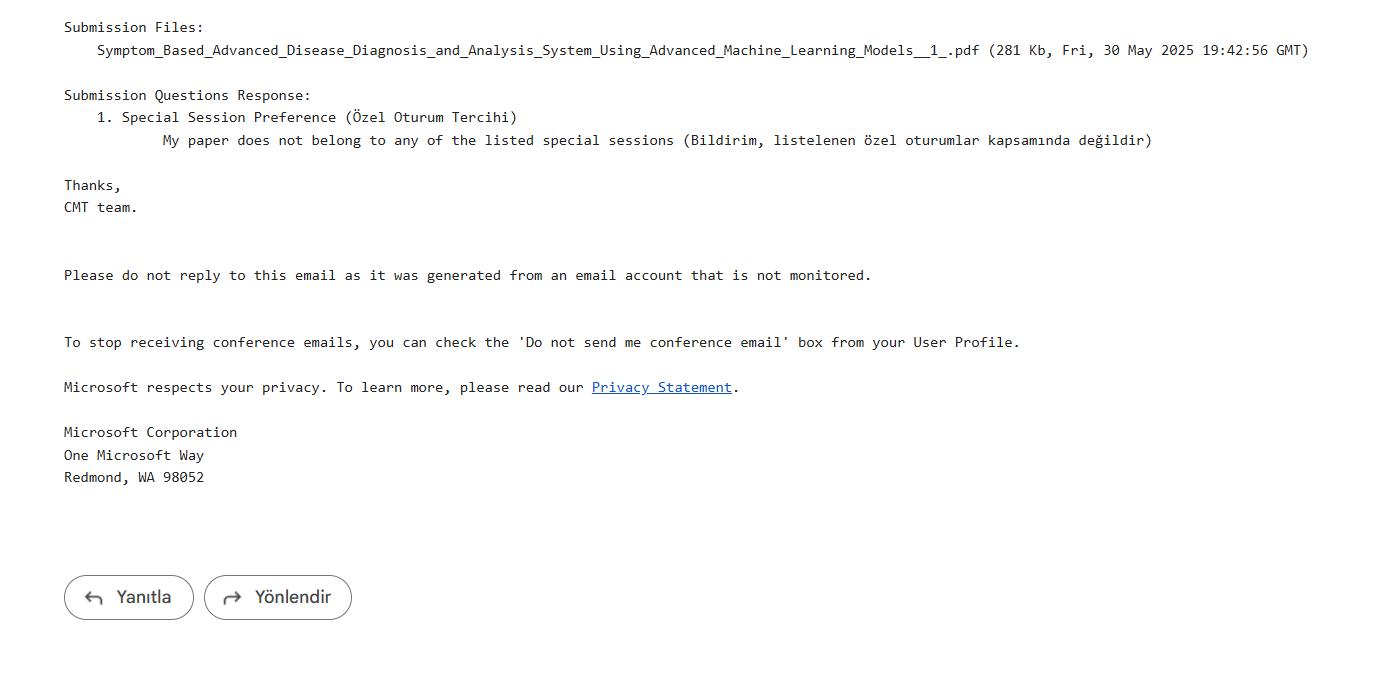 Submission Files:
Symptom_Based_Advanced_Disease_Diagnosis_and_Analysis_System_Using_Advanced_Machine_Learning_Models__1_.pdf (281 Kb, Fri, 30 May 2025 19:42:56 GMT)
Submission Questions Response:
1. Special Session Preference (Özel Oturum Tercihi)
My paper does not belong to any of the listed special sessions (Bildirim, listelenen özel oturumlar kapsamında değildir)
Thanks,
CMT team.
Please do not reply to this email as it was generated from an email account that is not monitored.
To stop receiving conference emails, you can check the 'Do not send me conference email' box from your User Profile.
Microsoft respects your privacy. To learn more, please read our Privacy Statement.
Microsoft Corporation
One Microsoft Way
Redmond, WA 98052
Yanıtla Yönlendir